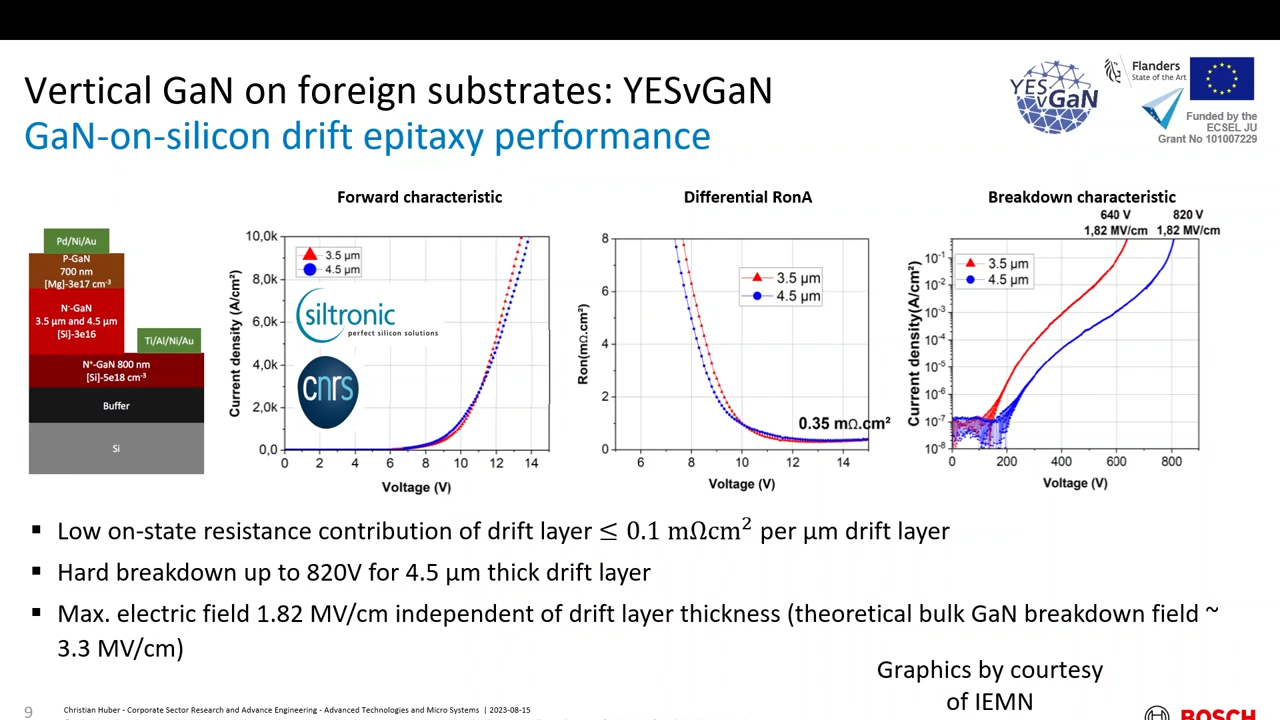 Vertical GaN on foreign substrates: YESvGaN
GaN-on-silicon drift epitaxy performance
YES
vGaN
Flanders
State of the Art
Funded by the
ECSEL JU
Grant No 101007229
Forward characteristic
Differential RonA
Breakdown characteristic
Pd/Ni/Au
P-GaN
700 nm
[Mg]-3e17 cm⁻³
N⁻-GaN
3.5 µm and 4.5 µm
[Si]-3e16
Ti/Al/Ni/Au
N⁺-GaN 800 nm
[Si]-5e18 cm⁻³
Buffer
Si
10,0k
8,0k
6,0k
4,0k
2,0k
0,0
Current density (A/cm²)
3.5 µm
4.5 µm
siltronic
perfect silicon solutions
cnrs
0 2 4 6 8 10 12 14
Voltage (V)
8
6
4
2
0
Ron(mΩ.cm²)
3.5 µm
4.5 µm
0.35 mΩ.cm²
6 8 10 12 14
Voltage (V)
640 V 820 V
1,82 MV/cm 1,82 MV/cm
10⁻¹
10⁻²
10⁻³
10⁻⁴
10⁻⁵
10⁻⁶
10⁻⁷
10⁻⁸
Current density(A/cm²)
3.5 µm
4.5 µm
0 200 400 600 800
Voltage (V)
▪ Low on-state resistance contribution of drift layer ≤ 0.1 mΩcm² per µm drift layer
▪ Hard breakdown up to 820V for 4.5 µm thick drift layer
▪ Max. electric field 1.82 MV/cm independent of drift layer thickness (theoretical bulk GaN breakdown field ~
3.3 MV/cm)
Graphics by courtesy
of IEMN
9
Christian Huber - Corporate Sector Research and Advance Engineering - Advanced Technologies and Micro Systems | 2023-08-15
BOSCH